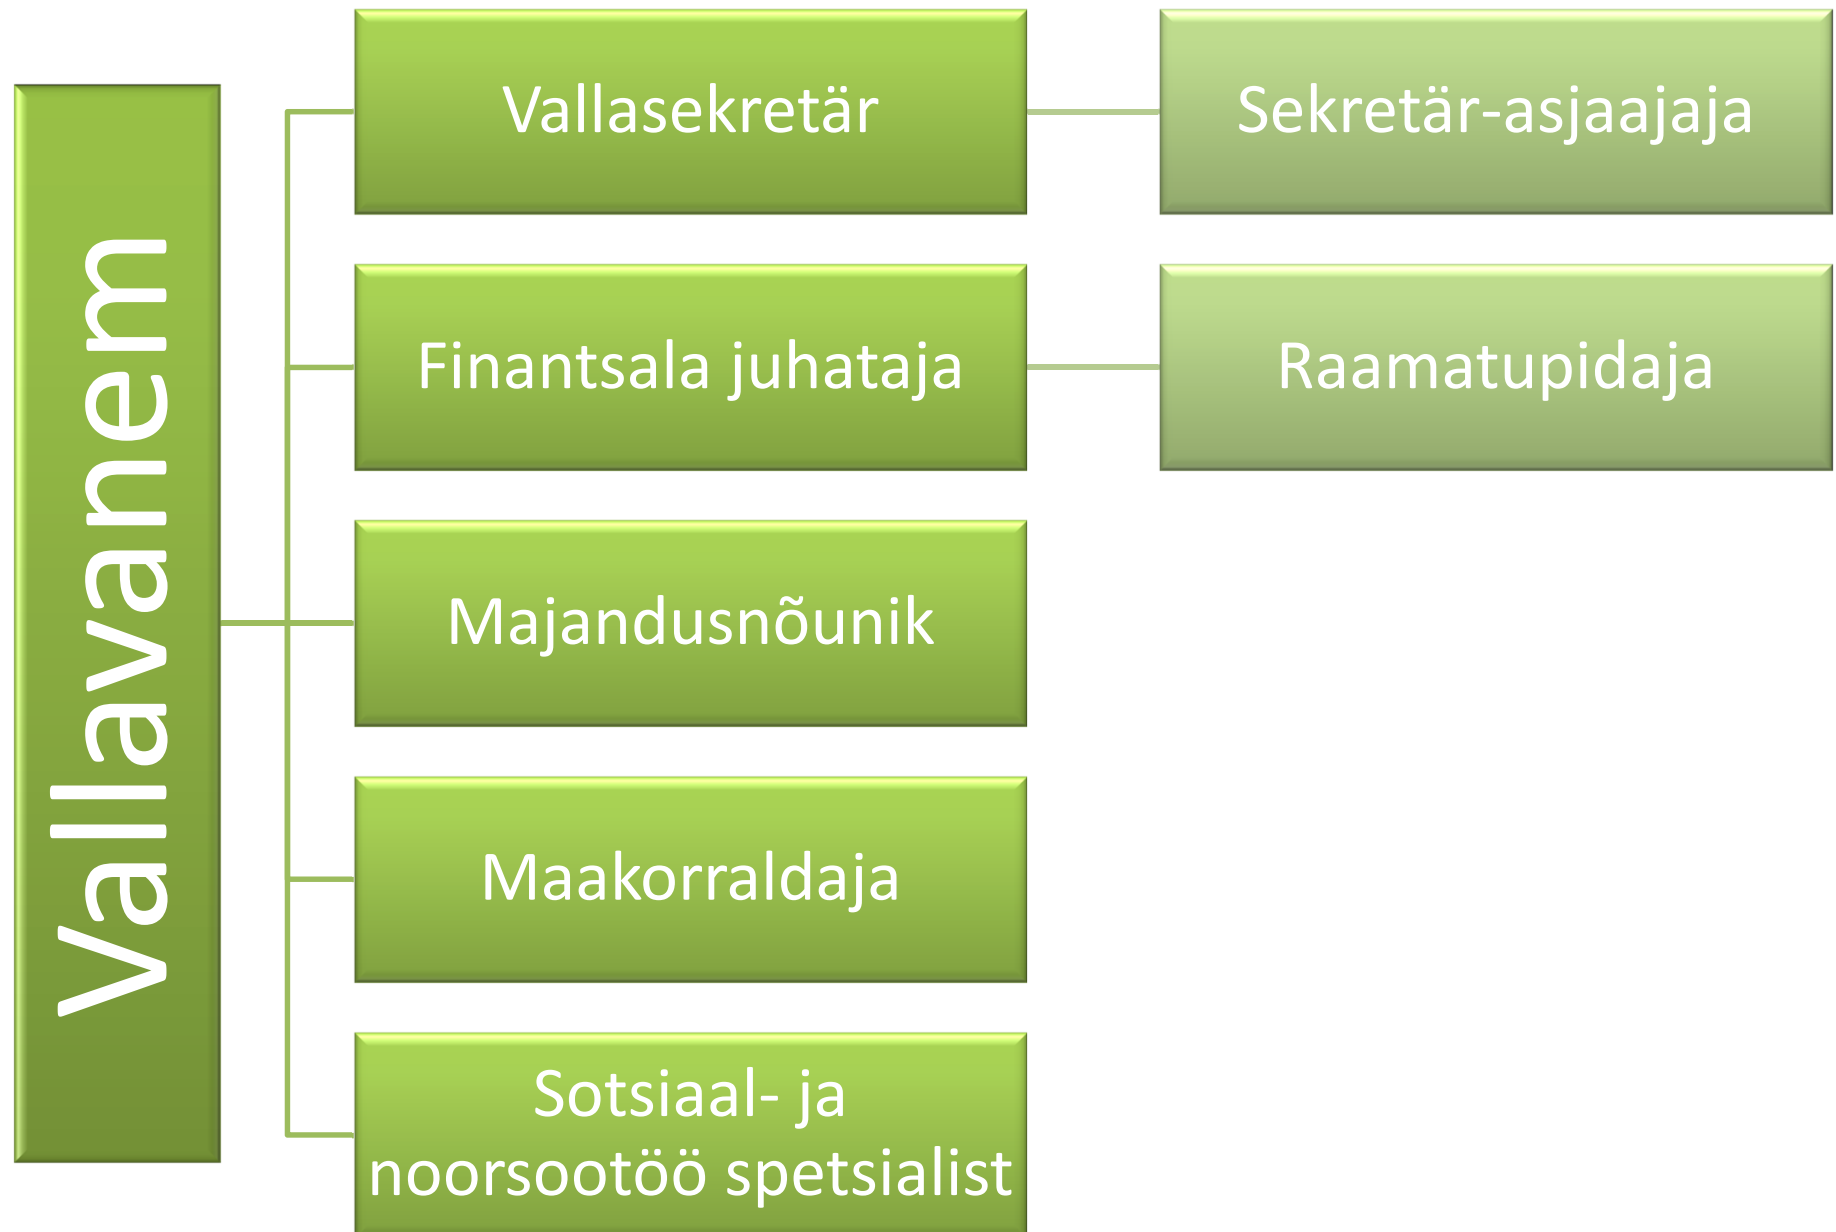 Vallavanem
Vallasekretär
Sekretär-asjaajaja
Finantsala juhataja
Raamatupidaja
Majandusnõunik
Maakorraldaja
Sotsiaal- ja
noorsootöö spetsialist